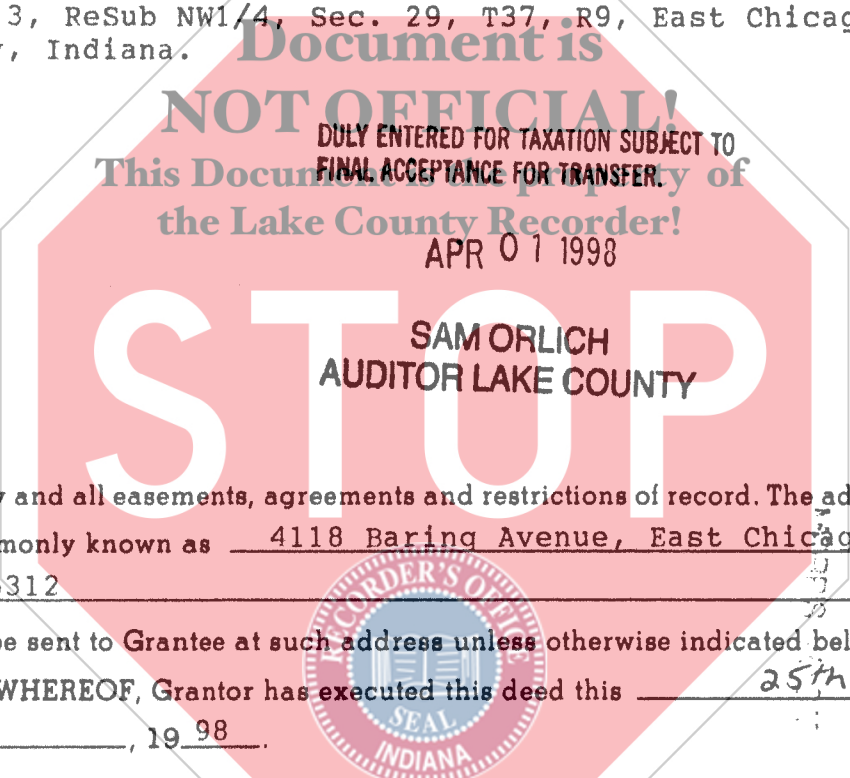 3, ReSub NW1/4, Sec. 29, T37, R9, East Chicag
, Indiana.
Document is
NOT OFFICIAL!
DULY ENTERED FOR TAXATION SUBJECT TO
FINAL ACCEPTANCE FOR TRANSFER.
This Document is the property of
the Lake County Recorder!
APR 01 1998
STOP
SAM ORLICH
AUDITOR LAKE COUNTY
y and all easements, agreements and restrictions of record. The ad
monly known as 4118 Baring Avenue, East Chicag
6312
be sent to Grantee at such address unless otherwise indicated bel
WHEREOF, Grantor has executed this deed this 25th
, 19 98.
RECORDER'S OFFICE
SEAL
INDIANA